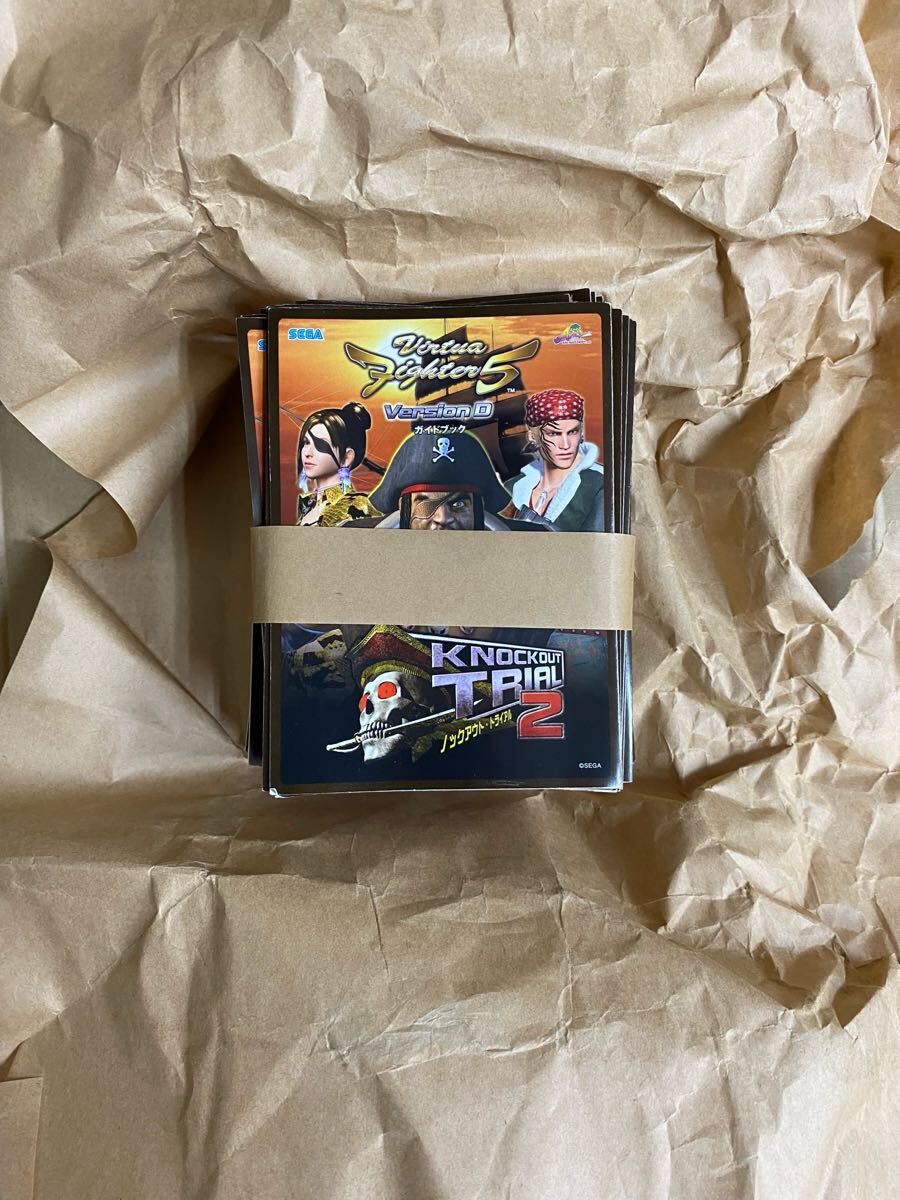 SEGA
Virtua
Fighter 5
TM
Version D
ガイドブック
KNOCKOUT
TRIAL
2
ノックアウト・トライアル
©SEGA